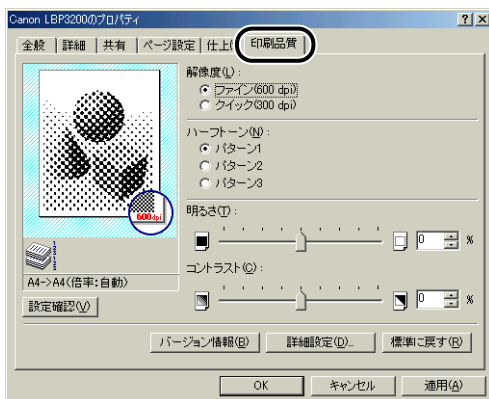 Canon LBP3200のプロパティ
全般 詳細 共有 ページ設定 仕上( 印刷品質
解像度(L):
ファイン(600 dpi)
クイック(300 dpi)
ハーフトーン(N):
パターン1
パターン2
パターン3
600dpi
明るさ(T):
0 %
コントラスト(C):
A4->A4(倍率:自動)
0 %
設定確認(V)
バージョン情報(B) 詳細設定(D)... 標準に戻す(R)
OK キャンセル 適用(A)